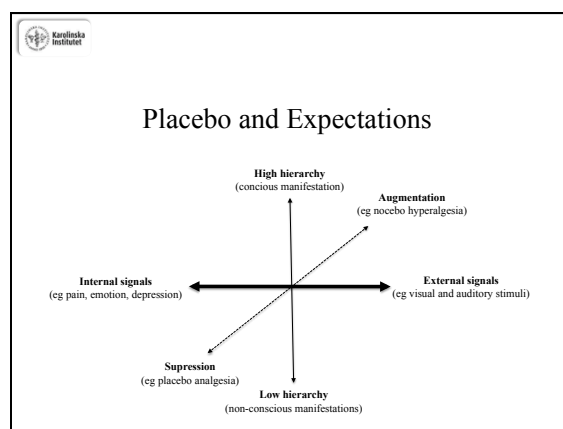 Karolinska
Institutet
Placebo and Expectations
High hierarchy
(concious manifestation)
Augmentation
(eg nocebo hyperalgesia)
Internal signals
(eg pain, emotion, depression)
External signals
(eg visual and auditory stimuli)
Supression
(eg placebo analgesia)
Low hierarchy
(non-conscious manifestations)